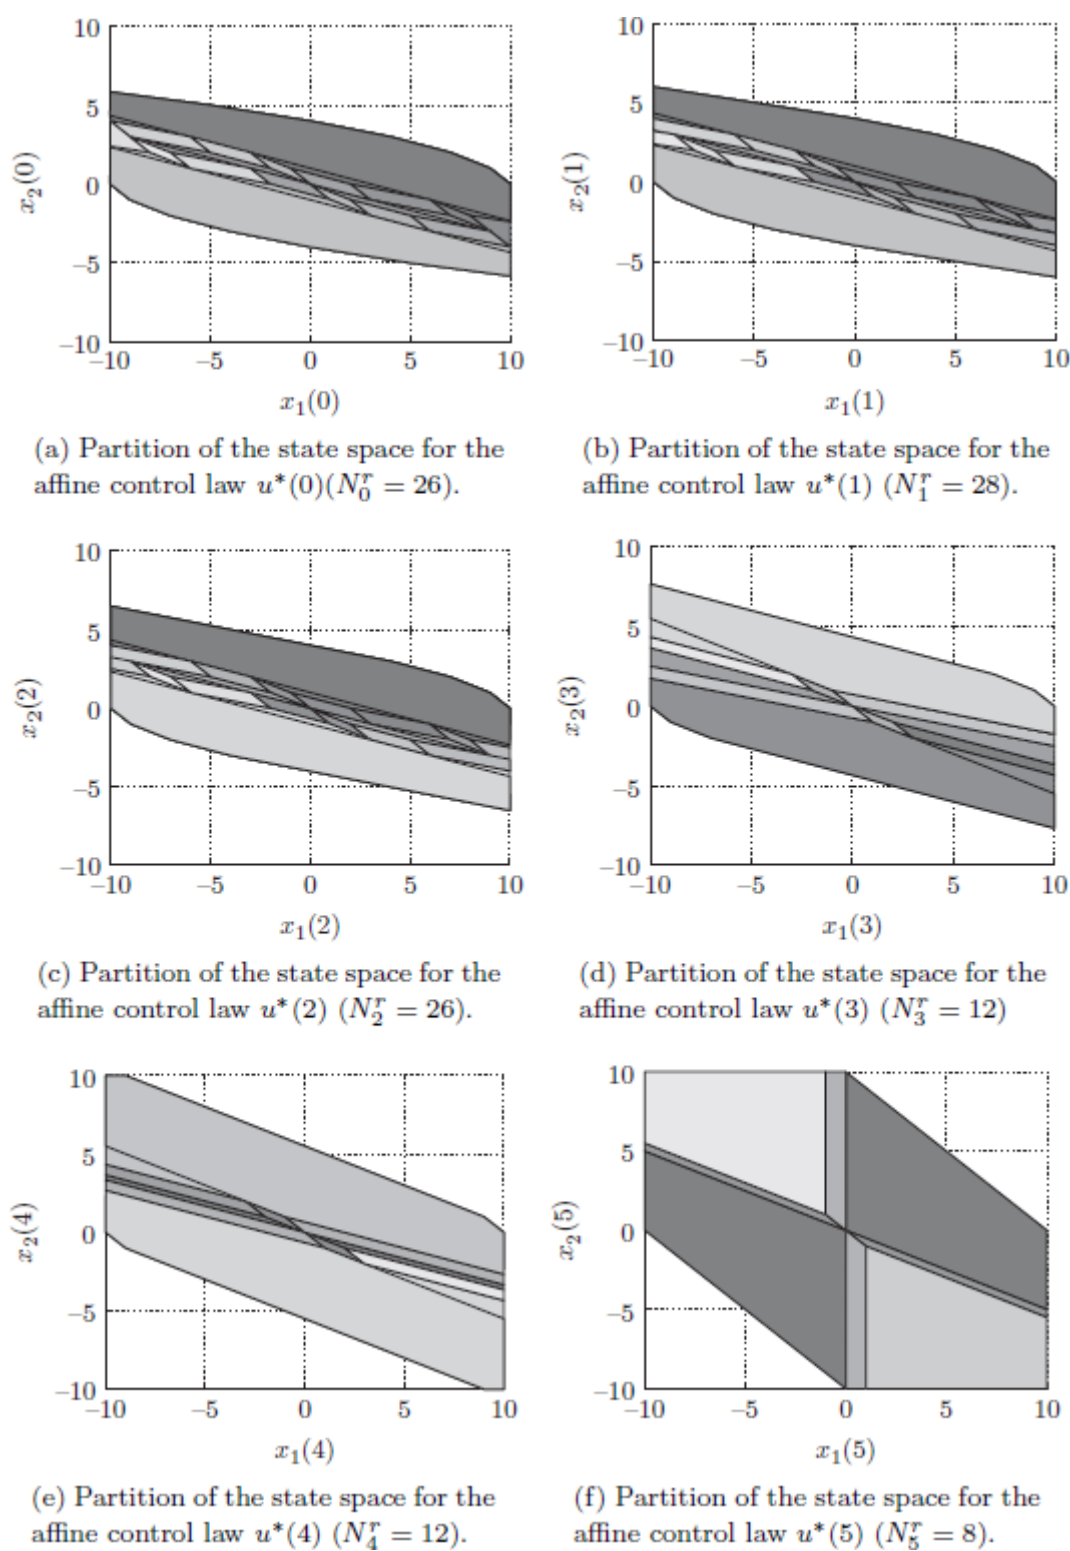 10
5
0
−5
−10
−10 −5 0 5 10
x₂(0)
x₁(0)
(a) Partition of the state space for the
affine control law u*(0)(N₀ʳ = 26).
10
5
0
−5
−10
−10 −5 0 5 10
x₂(1)
x₁(1)
(b) Partition of the state space for the
affine control law u*(1) (N₁ʳ = 28).
10
5
0
−5
−10
−10 −5 0 5 10
x₂(2)
x₁(2)
(c) Partition of the state space for the
affine control law u*(2) (N₂ʳ = 26).
10
5
0
−5
−10
−10 −5 0 5 10
x₂(3)
x₁(3)
(d) Partition of the state space for the
affine control law u*(3) (N₃ʳ = 12)
10
5
0
−5
−10
−10 −5 0 5 10
x₂(4)
x₁(4)
(e) Partition of the state space for the
affine control law u*(4) (N₄ʳ = 12).
10
5
0
−5
−10
−10 −5 0 5 10
x₂(5)
x₁(5)
(f) Partition of the state space for the
affine control law u*(5) (N₅ʳ = 8).